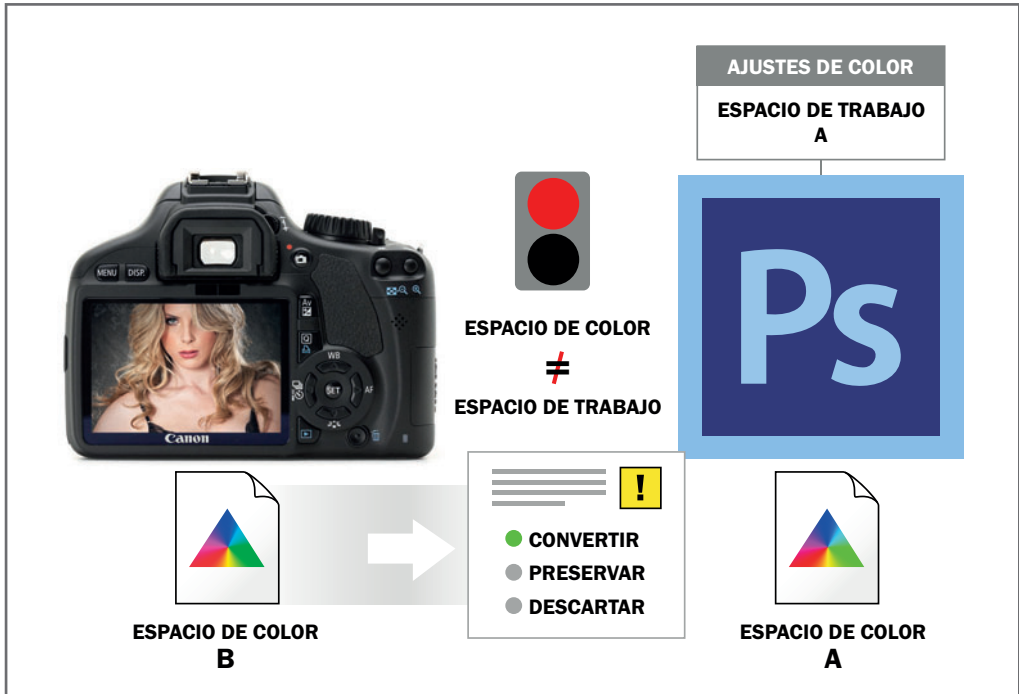 AJUSTES DE COLOR
ESPACIO DE TRABAJO
A
MENU DISP.
Av
Q
WB
SET
AF
Canon
Ps
ESPACIO DE COLOR
≠
ESPACIO DE TRABAJO
!
CONVERTIR
PRESERVAR
DESCARTAR
ESPACIO DE COLOR
B
ESPACIO DE COLOR
A